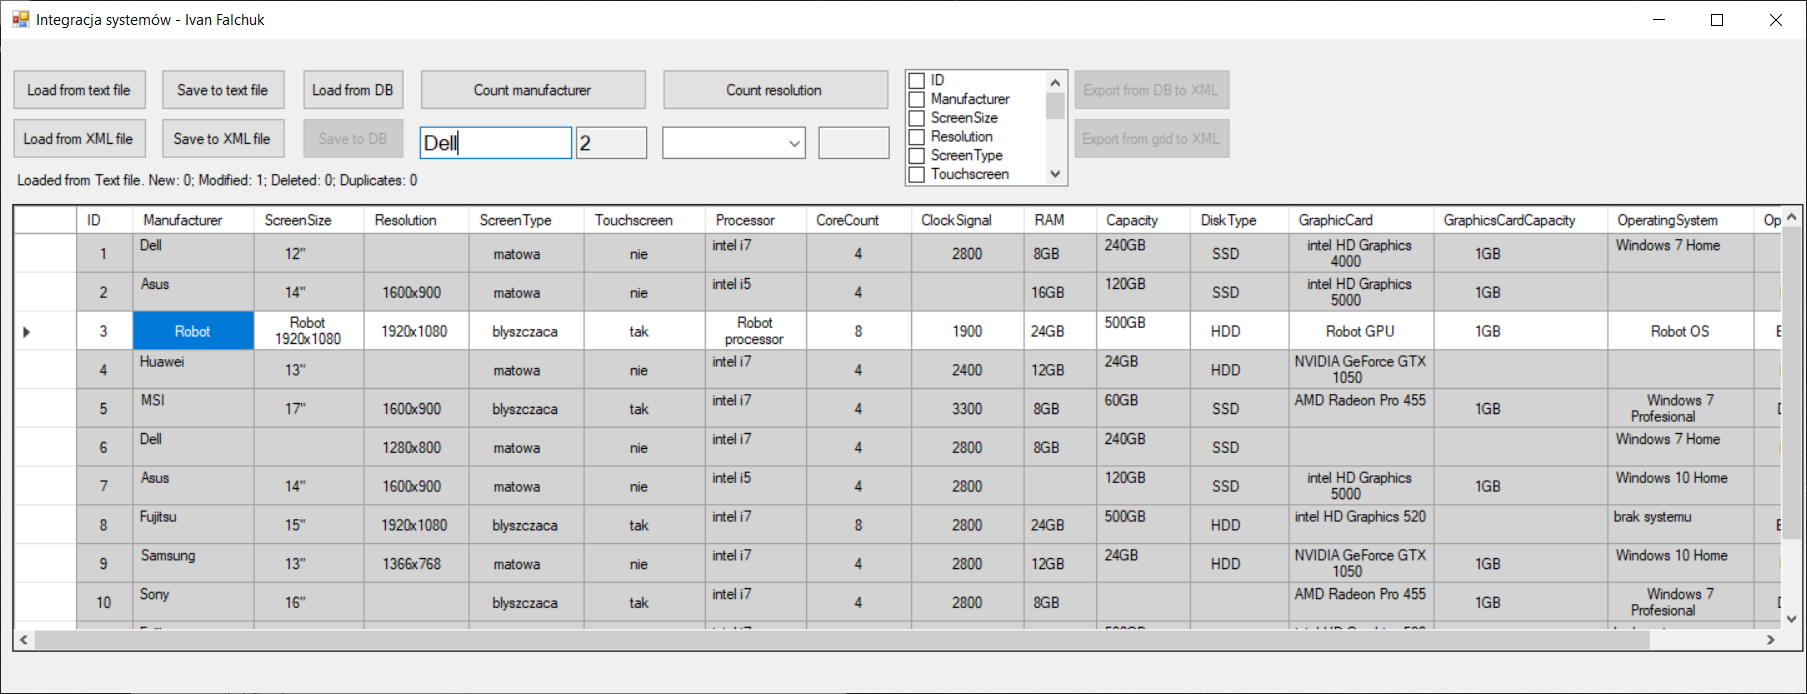 Integracja systemów - Ivan Falchuk
Load from text file Save to text file Load from DB Count manufacturer Count resolution
Load from XML file Save to XML file Save to DB Dell 2
ID
Manufacturer
ScreenSize
Resolution
ScreenType
Touchscreen
Export from DB to XML
Export from grid to XML
Loaded from Text file. New: 0; Modified: 1; Deleted: 0; Duplicates: 0
ID Manufacturer ScreenSize Resolution ScreenType Touchscreen Processor CoreCount ClockSignal RAM Capacity DiskType GraphicCard GraphicsCardCapacity OperatingSystem Op
1 Dell 12" matowa nie intel i7 4 2800 8GB 240GB SSD intel HD Graphics 4000 1GB Windows 7 Home
2 Asus 14" 1600x900 matowa nie intel i5 4 16GB 120GB SSD intel HD Graphics 5000 1GB
3 Robot Robot 1920x1080 1920x1080 blyszczaca tak Robot processor 8 1900 24GB 500GB HDD Robot GPU 1GB Robot OS
4 Huawei 13" matowa nie intel i7 4 2400 12GB 24GB HDD NVIDIA GeForce GTX 1050
5 MSI 17" 1600x900 blyszczaca tak intel i7 4 3300 8GB 60GB SSD AMD Radeon Pro 455 1GB Windows 7 Profesional
6 Dell 1280x800 matowa nie intel i7 4 2800 8GB 240GB SSD Windows 7 Home
7 Asus 14" 1600x900 matowa nie intel i5 4 2800 120GB SSD intel HD Graphics 5000 1GB Windows 10 Home
8 Fujitsu 15" 1920x1080 blyszczaca tak intel i7 8 2800 24GB 500GB HDD intel HD Graphics 520 brak systemu
9 Samsung 13" 1366x768 matowa nie intel i7 4 2800 12GB 24GB HDD NVIDIA GeForce GTX 1050 1GB Windows 10 Home
10 Sony 16" blyszczaca tak intel i7 4 2800 8GB AMD Radeon Pro 455 1GB Windows 7 Profesional